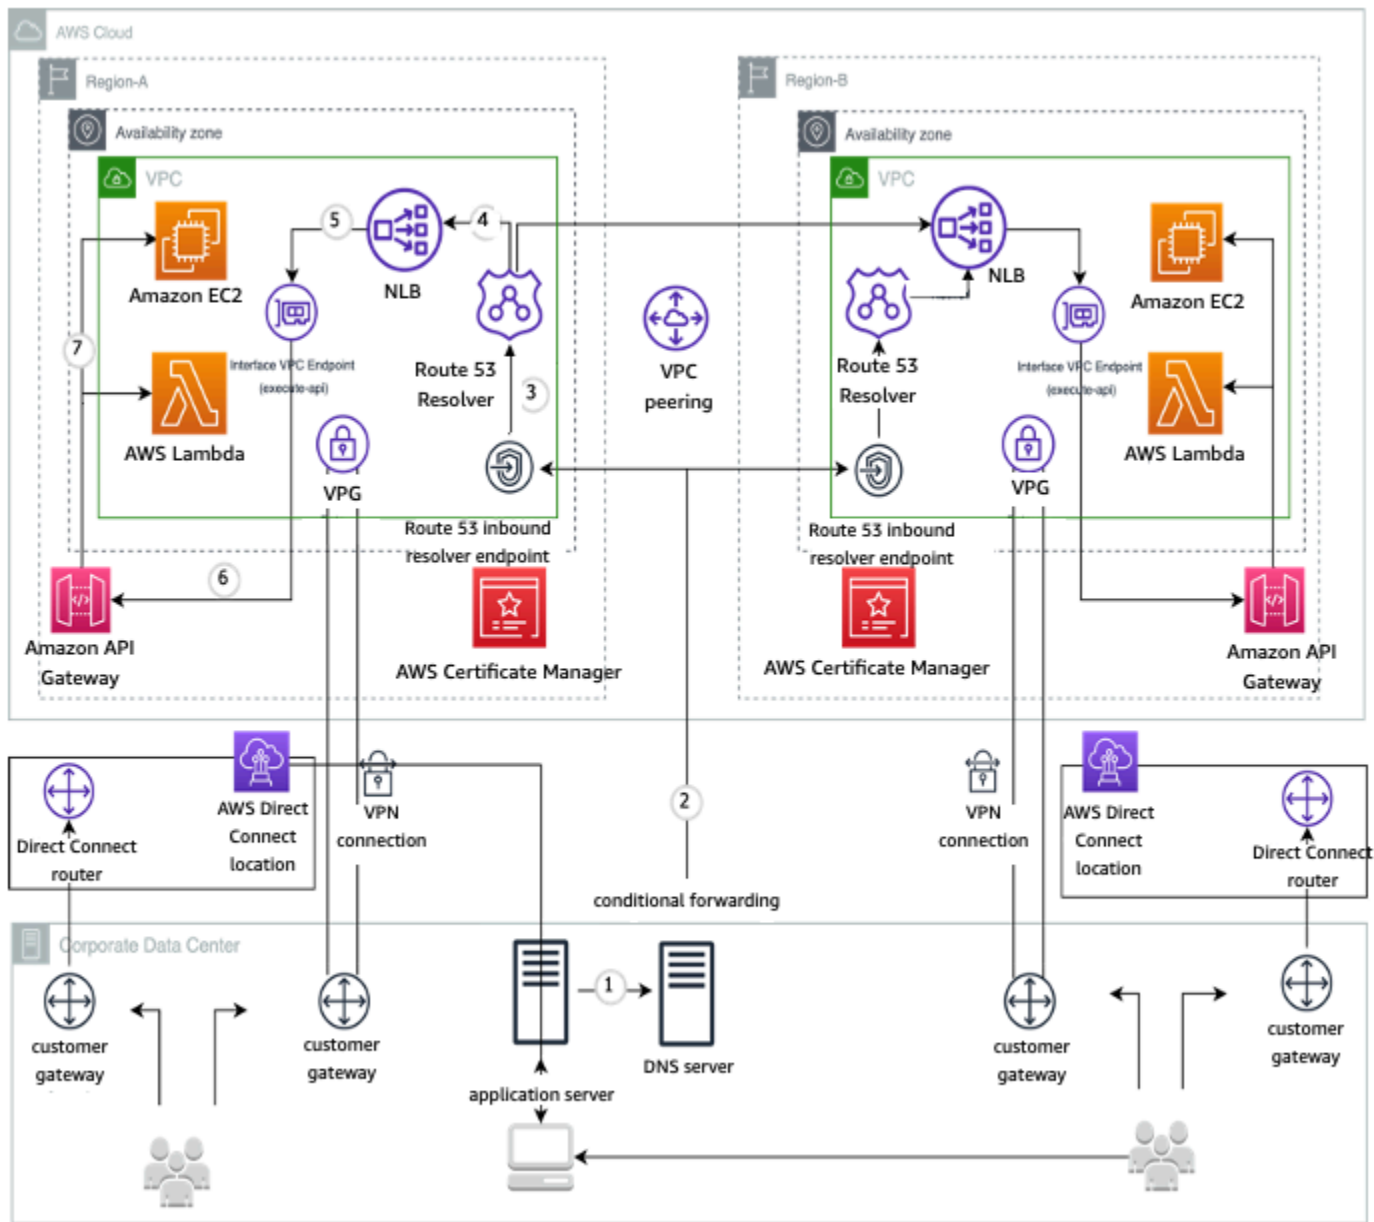 AWS Cloud
Region-A
Availability zone
VPC
Amazon EC2
AWS Lambda
5
NLB
4
Interface VPC Endpoint
(execute-api)
Route 53
Resolver
3
7
VPG
Route 53 inbound
resolver endpoint
6
Amazon API
Gateway
AWS Certificate Manager
VPC
peering
Region-B
Availability zone
VPC
NLB
Amazon EC2
Route 53
Resolver
Interface VPC Endpoint
(execute-api)
AWS Lambda
VPG
Route 53 inbound
resolver endpoint
AWS Certificate Manager
Amazon API
Gateway
Direct Connect
router
AWS Direct
Connect
location
VPN
connection
2
conditional forwarding
VPN
connection
AWS Direct
Connect
location
Direct Connect
router
Corporate Data Center
customer
gateway
customer
gateway
1
application server
DNS server
customer
gateway
customer
gateway